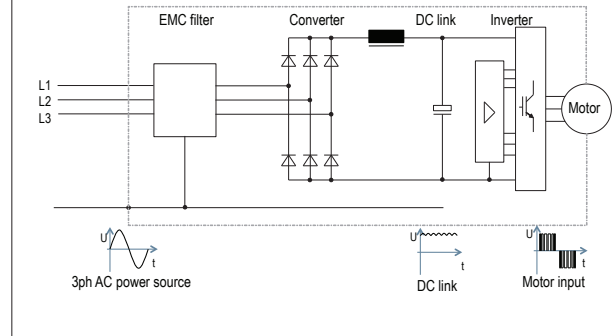 EMC filter Converter DC link Inverter
L1
L2
L3
Motor
U t
3ph AC power source
U t
DC link
U t
Motor input